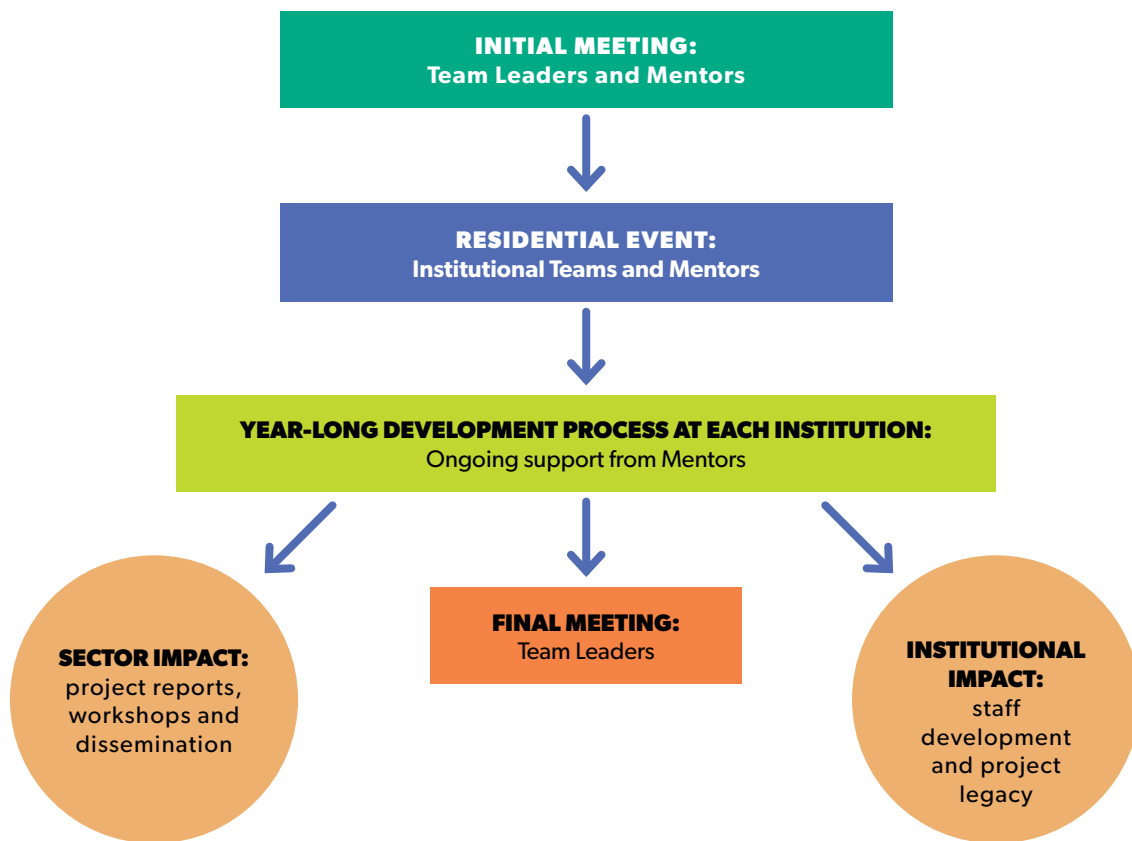 INITIAL MEETING:
Team Leaders and Mentors
RESIDENTIAL EVENT:
Institutional Teams and Mentors
YEAR-LONG DEVELOPMENT PROCESS AT EACH INSTITUTION:
Ongoing support from Mentors
SECTOR IMPACT:
project reports,
workshops and
dissemination
FINAL MEETING:
Team Leaders
INSTITUTIONAL
IMPACT:
staff
development
and project
legacy